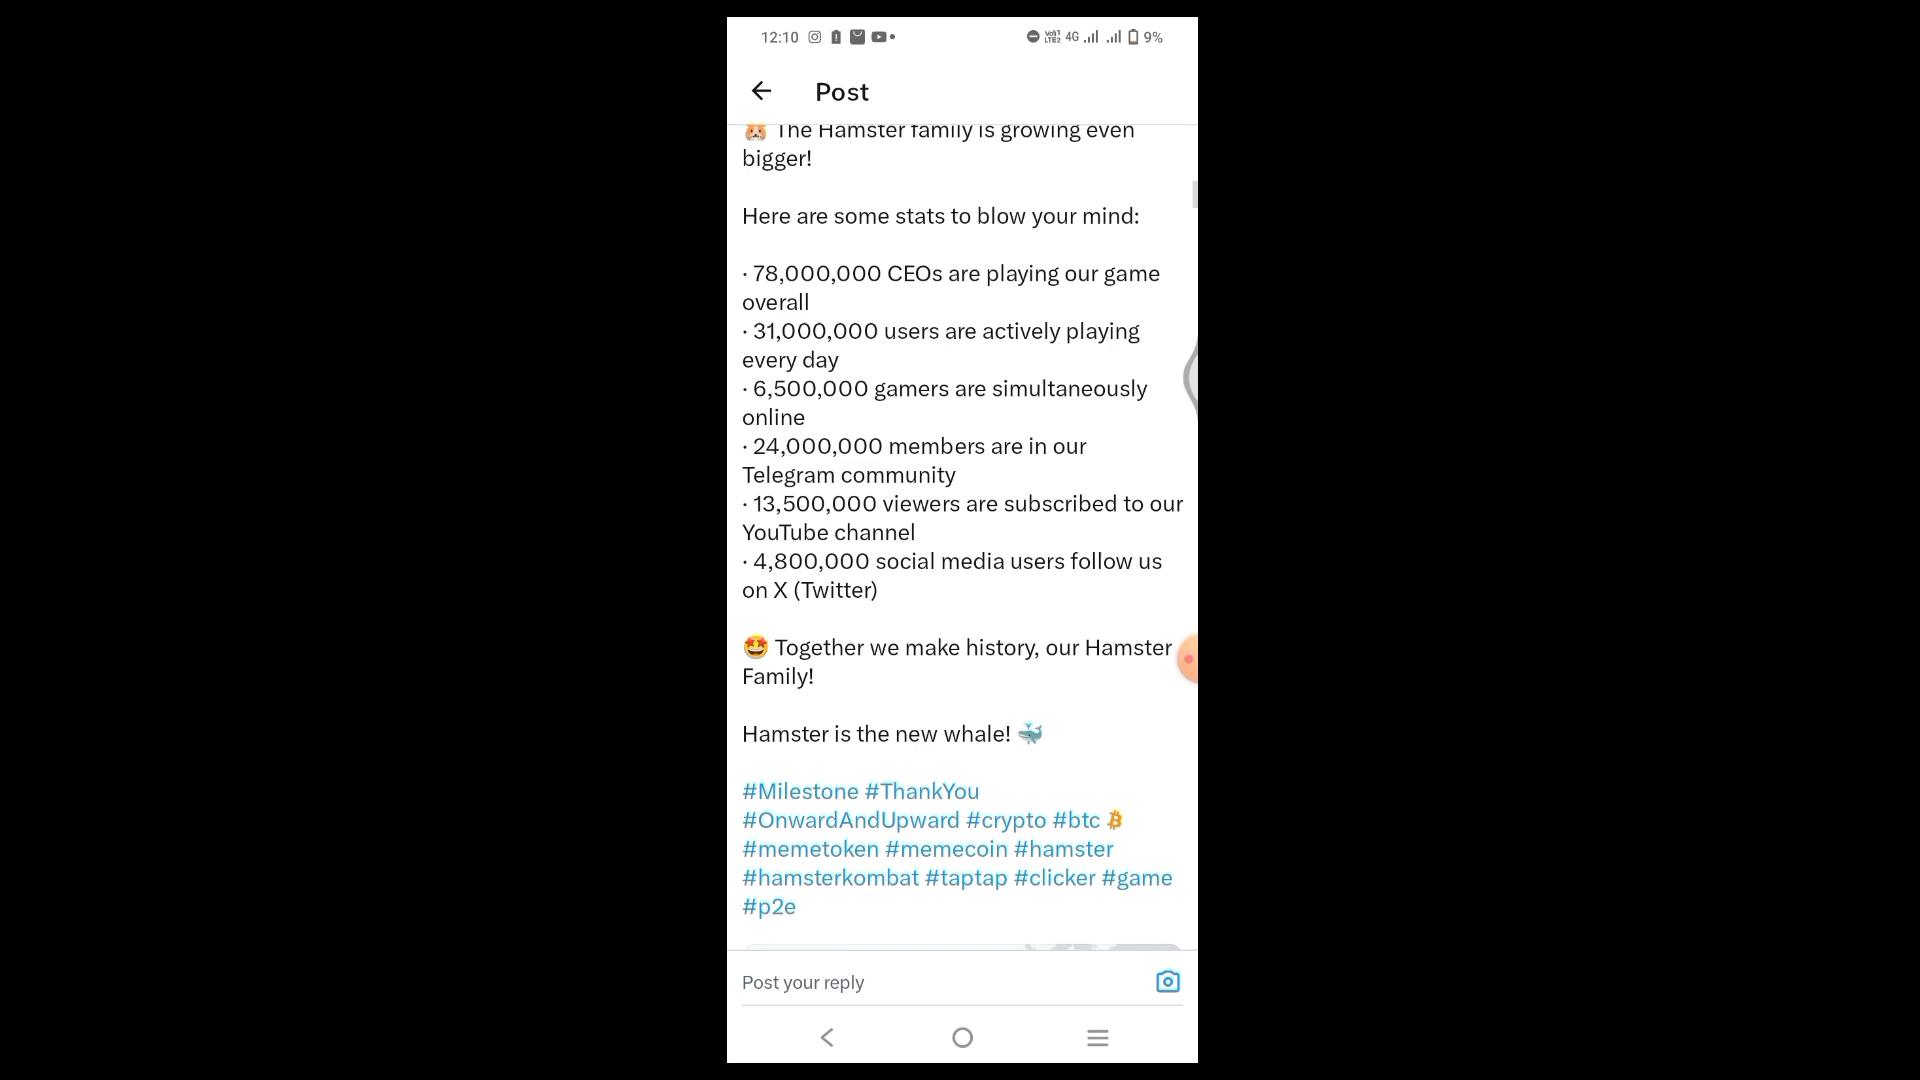 12:10 VoI1 LTE2 4G 9%
Post
🐹 The Hamster family is growing even
bigger!
Here are some stats to blow your mind:
· 78,000,000 CEOs are playing our game
overall
· 31,000,000 users are actively playing
every day
· 6,500,000 gamers are simultaneously
online
· 24,000,000 members are in our
Telegram community
· 13,500,000 viewers are subscribed to our
YouTube channel
· 4,800,000 social media users follow us
on X (Twitter)
🤩 Together we make history, our Hamster
Family!
Hamster is the new whale! 🐳
#Milestone #ThankYou
#OnwardAndUpward #crypto #btc
#memetoken #memecoin #hamster
#hamsterkombat #taptap #clicker #game
#p2e
Post your reply